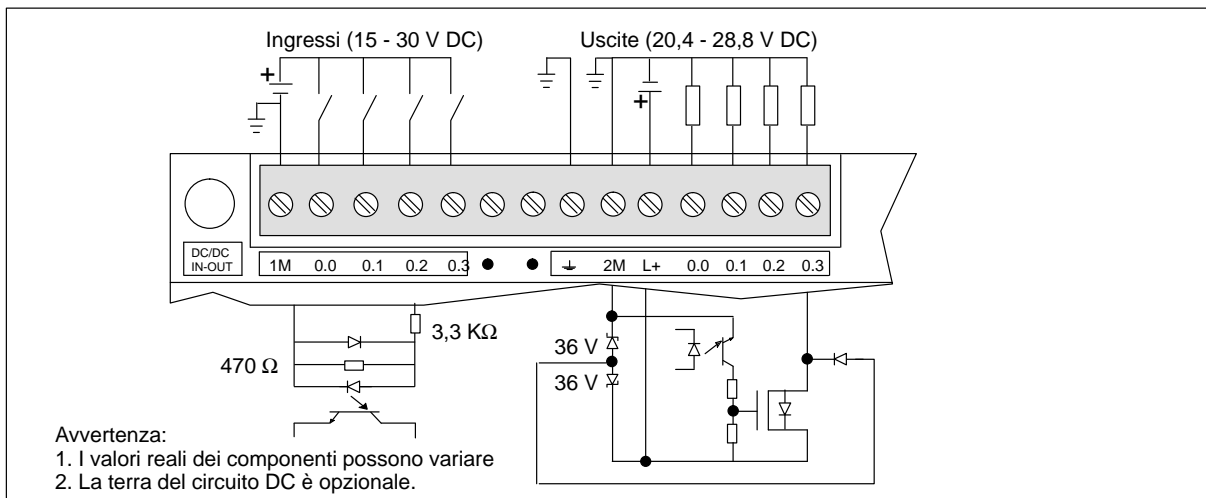 Ingressi (15 - 30 V DC)
Uscite (20,4 - 28,8 V DC)
+
+
DC/DC
IN-OUT
1M 0.0 0.1 0.2 0.3 2M L+ 0.0 0.1 0.2 0.3
3,3 KΩ
470 Ω
36 V
36 V
Avvertenza:
1. I valori reali dei componenti possono variare
2. La terra del circuito DC è opzionale.